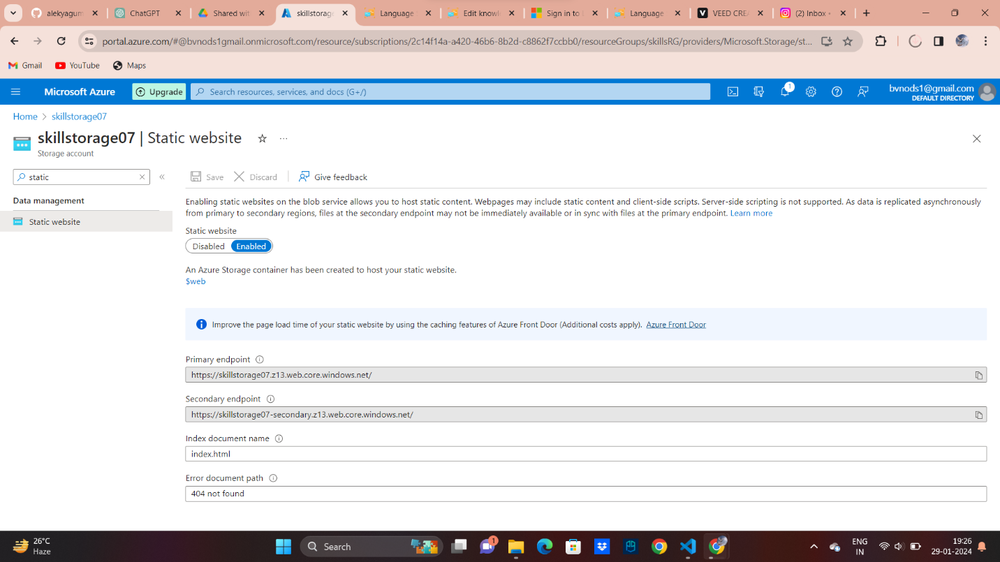 alekyagum
ChatGPT
Shared wit
skillstorage
Language
Edit knowl
Sign in to
Language
VEED CREA
(2) Inbox •
portal.azure.com/#@bvnods1gmail.onmicrosoft.com/resource/subscriptions/2c14f14a-a420-46b6-8b2d-c8862f7ccbb0/resourceGroups/skillsRG/providers/Microsoft.Storage/st...
Gmail
YouTube
Maps
Microsoft Azure
Upgrade
Search resources, services, and docs (G+/)
1
bvnods1@gmail.com
DEFAULT DIRECTORY
Home > skillstorage07
skillstorage07 | Static website
Storage account
static
Save
Discard
Give feedback
Data management
Static website
Enabling static websites on the blob service allows you to host static content. Webpages may include static content and client-side scripts. Server-side scripting is not supported. As data is replicated asynchronously
from primary to secondary regions, files at the secondary endpoint may not be immediately available or in sync with files at the primary endpoint. Learn more
Static website
Disabled Enabled
An Azure Storage container has been created to host your static website.
$web
Improve the page load time of your static website by using the caching features of Azure Front Door (Additional costs apply). Azure Front Door
Primary endpoint
https://skillstorage07.z13.web.core.windows.net/
Secondary endpoint
https://skillstorage07-secondary.z13.web.core.windows.net/
Index document name
index.html
Error document path
404 not found
26°C
Haze
Search
1
ENG
IN
19:26
29-01-2024